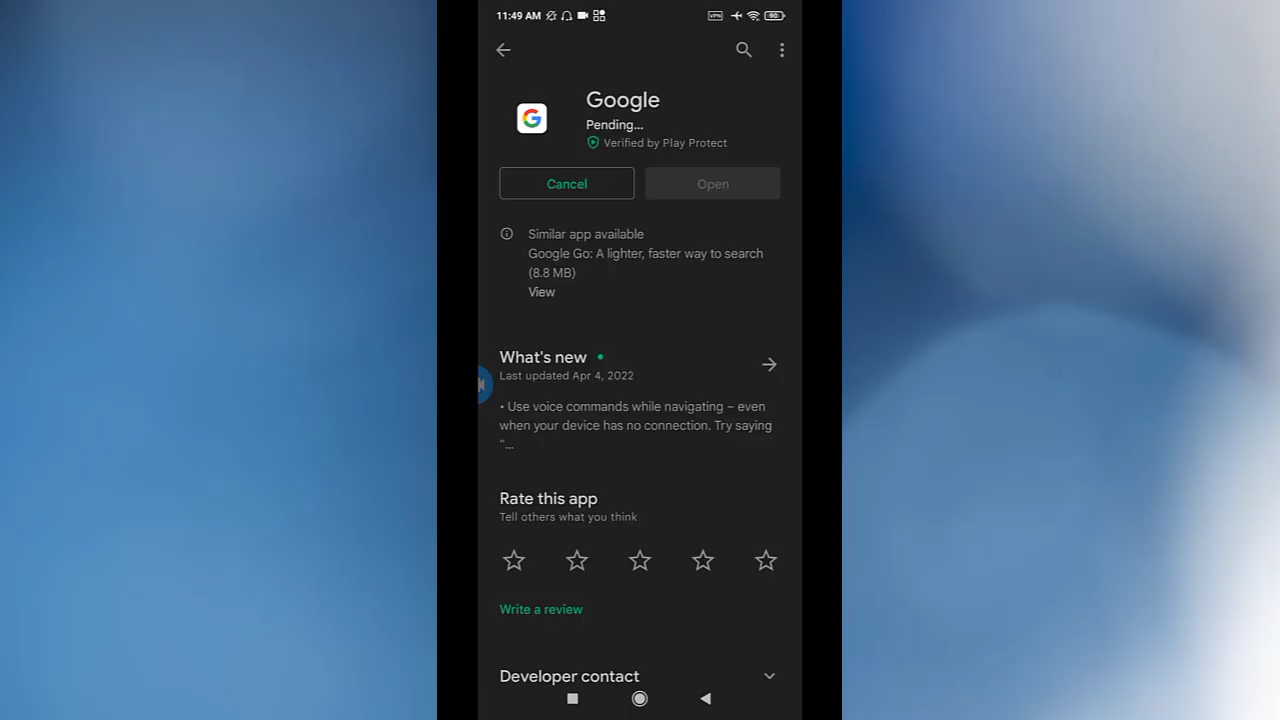 11:49 AM
VPN
90
Google
Pending...
Verified by Play Protect
Cancel
Open
Similar app available
Google Go: A lighter, faster way to search
(8.8 MB)
View
What's new
Last updated Apr 4, 2022
• Use voice commands while navigating – even
when your device has no connection. Try saying
"...
Rate this app
Tell others what you think
Write a review
Developer contact